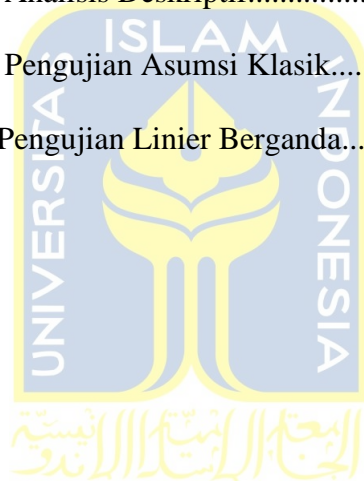 Analisis Deskriptif..............
Pengujian Asumsi Klasik....
Pengujian Linier Berganda...
UNIVERSITAS ISLAM INDONESIA